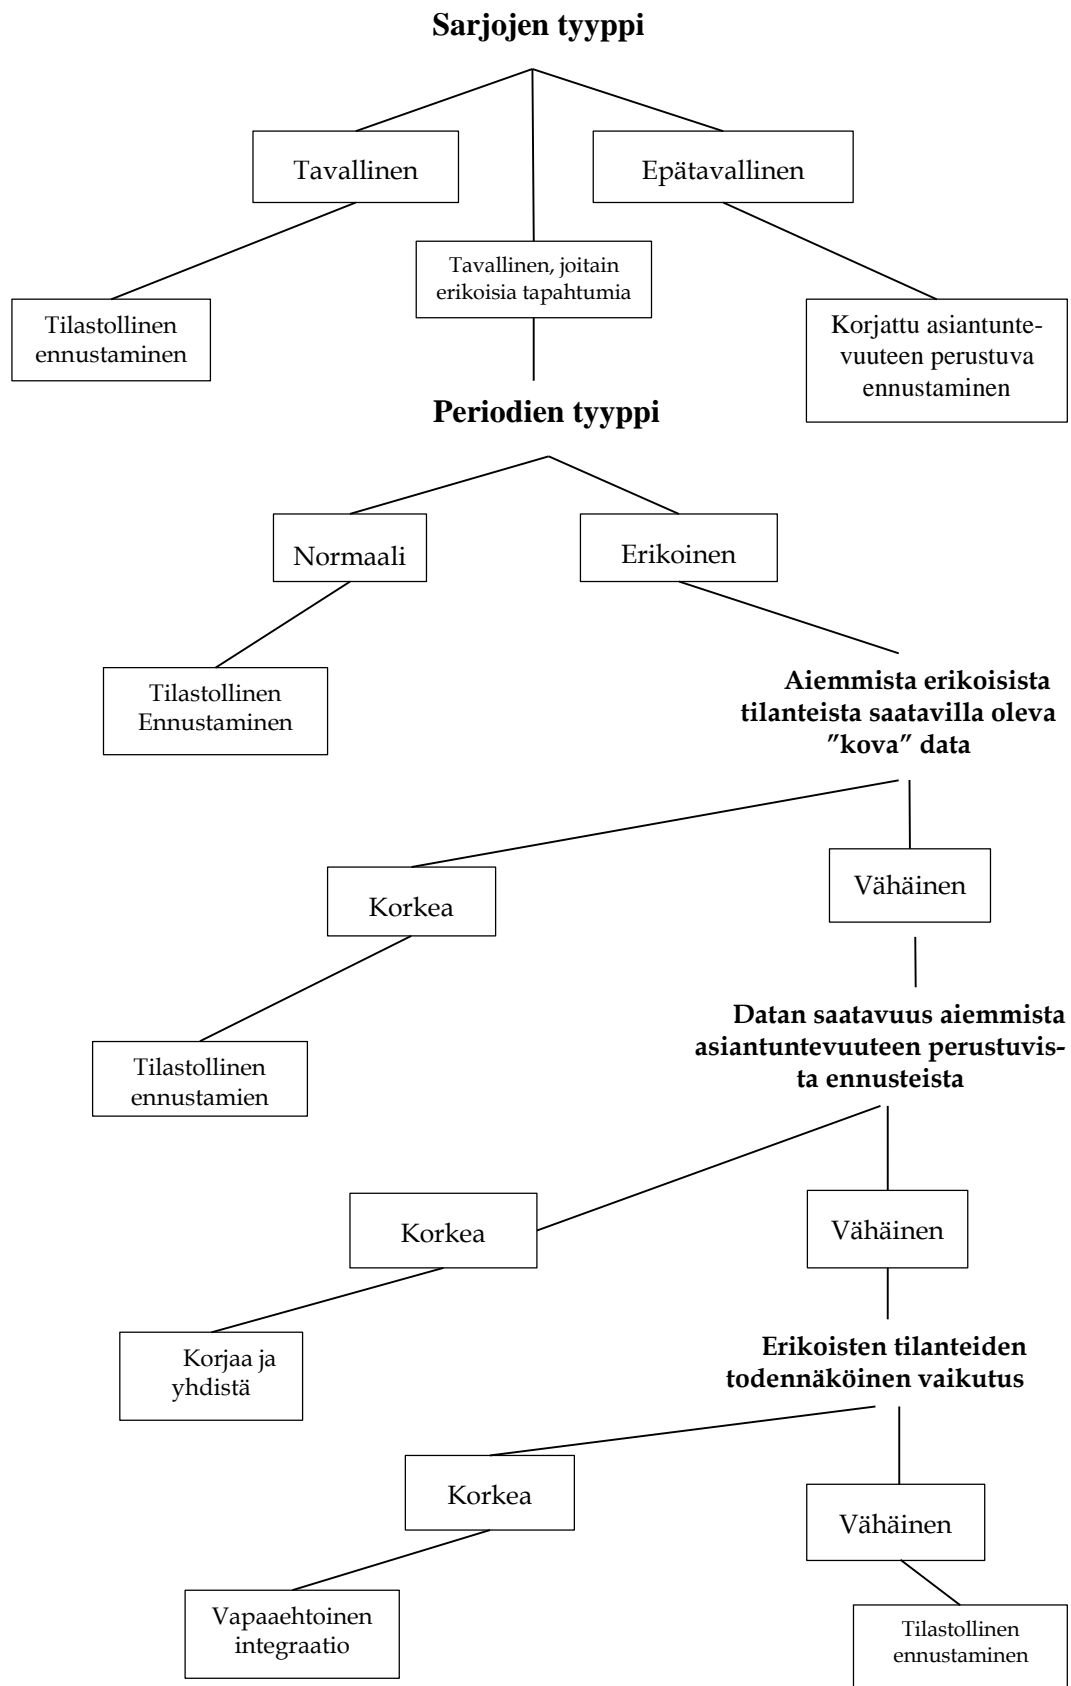 Sarjojen tyyppi
Tavallinen
Epätavallinen
Tavallinen, joitain
erikoisia tapahtumia
Tilastollinen
ennustaminen
Korjattu asiantunte-
vuuteen perustuva
ennustaminen
Periodien tyyppi
Normaali
Erikoinen
Tilastollinen
Ennustaminen
Aiemmista erikoisista
tilanteista saatavilla oleva
”kova” data
Korkea
Vähäinen
Datan saatavuus aiemmista
asiantuntevuuteen perustuvis-
ta ennusteista
Tilastollinen
ennustamien
Korkea
Vähäinen
Korjaa ja
yhdistä
Erikoisten tilanteiden
todennäköinen vaikutus
Korkea
Vähäinen
Vapaaehtoinen
integraatio
Tilastollinen
ennustaminen